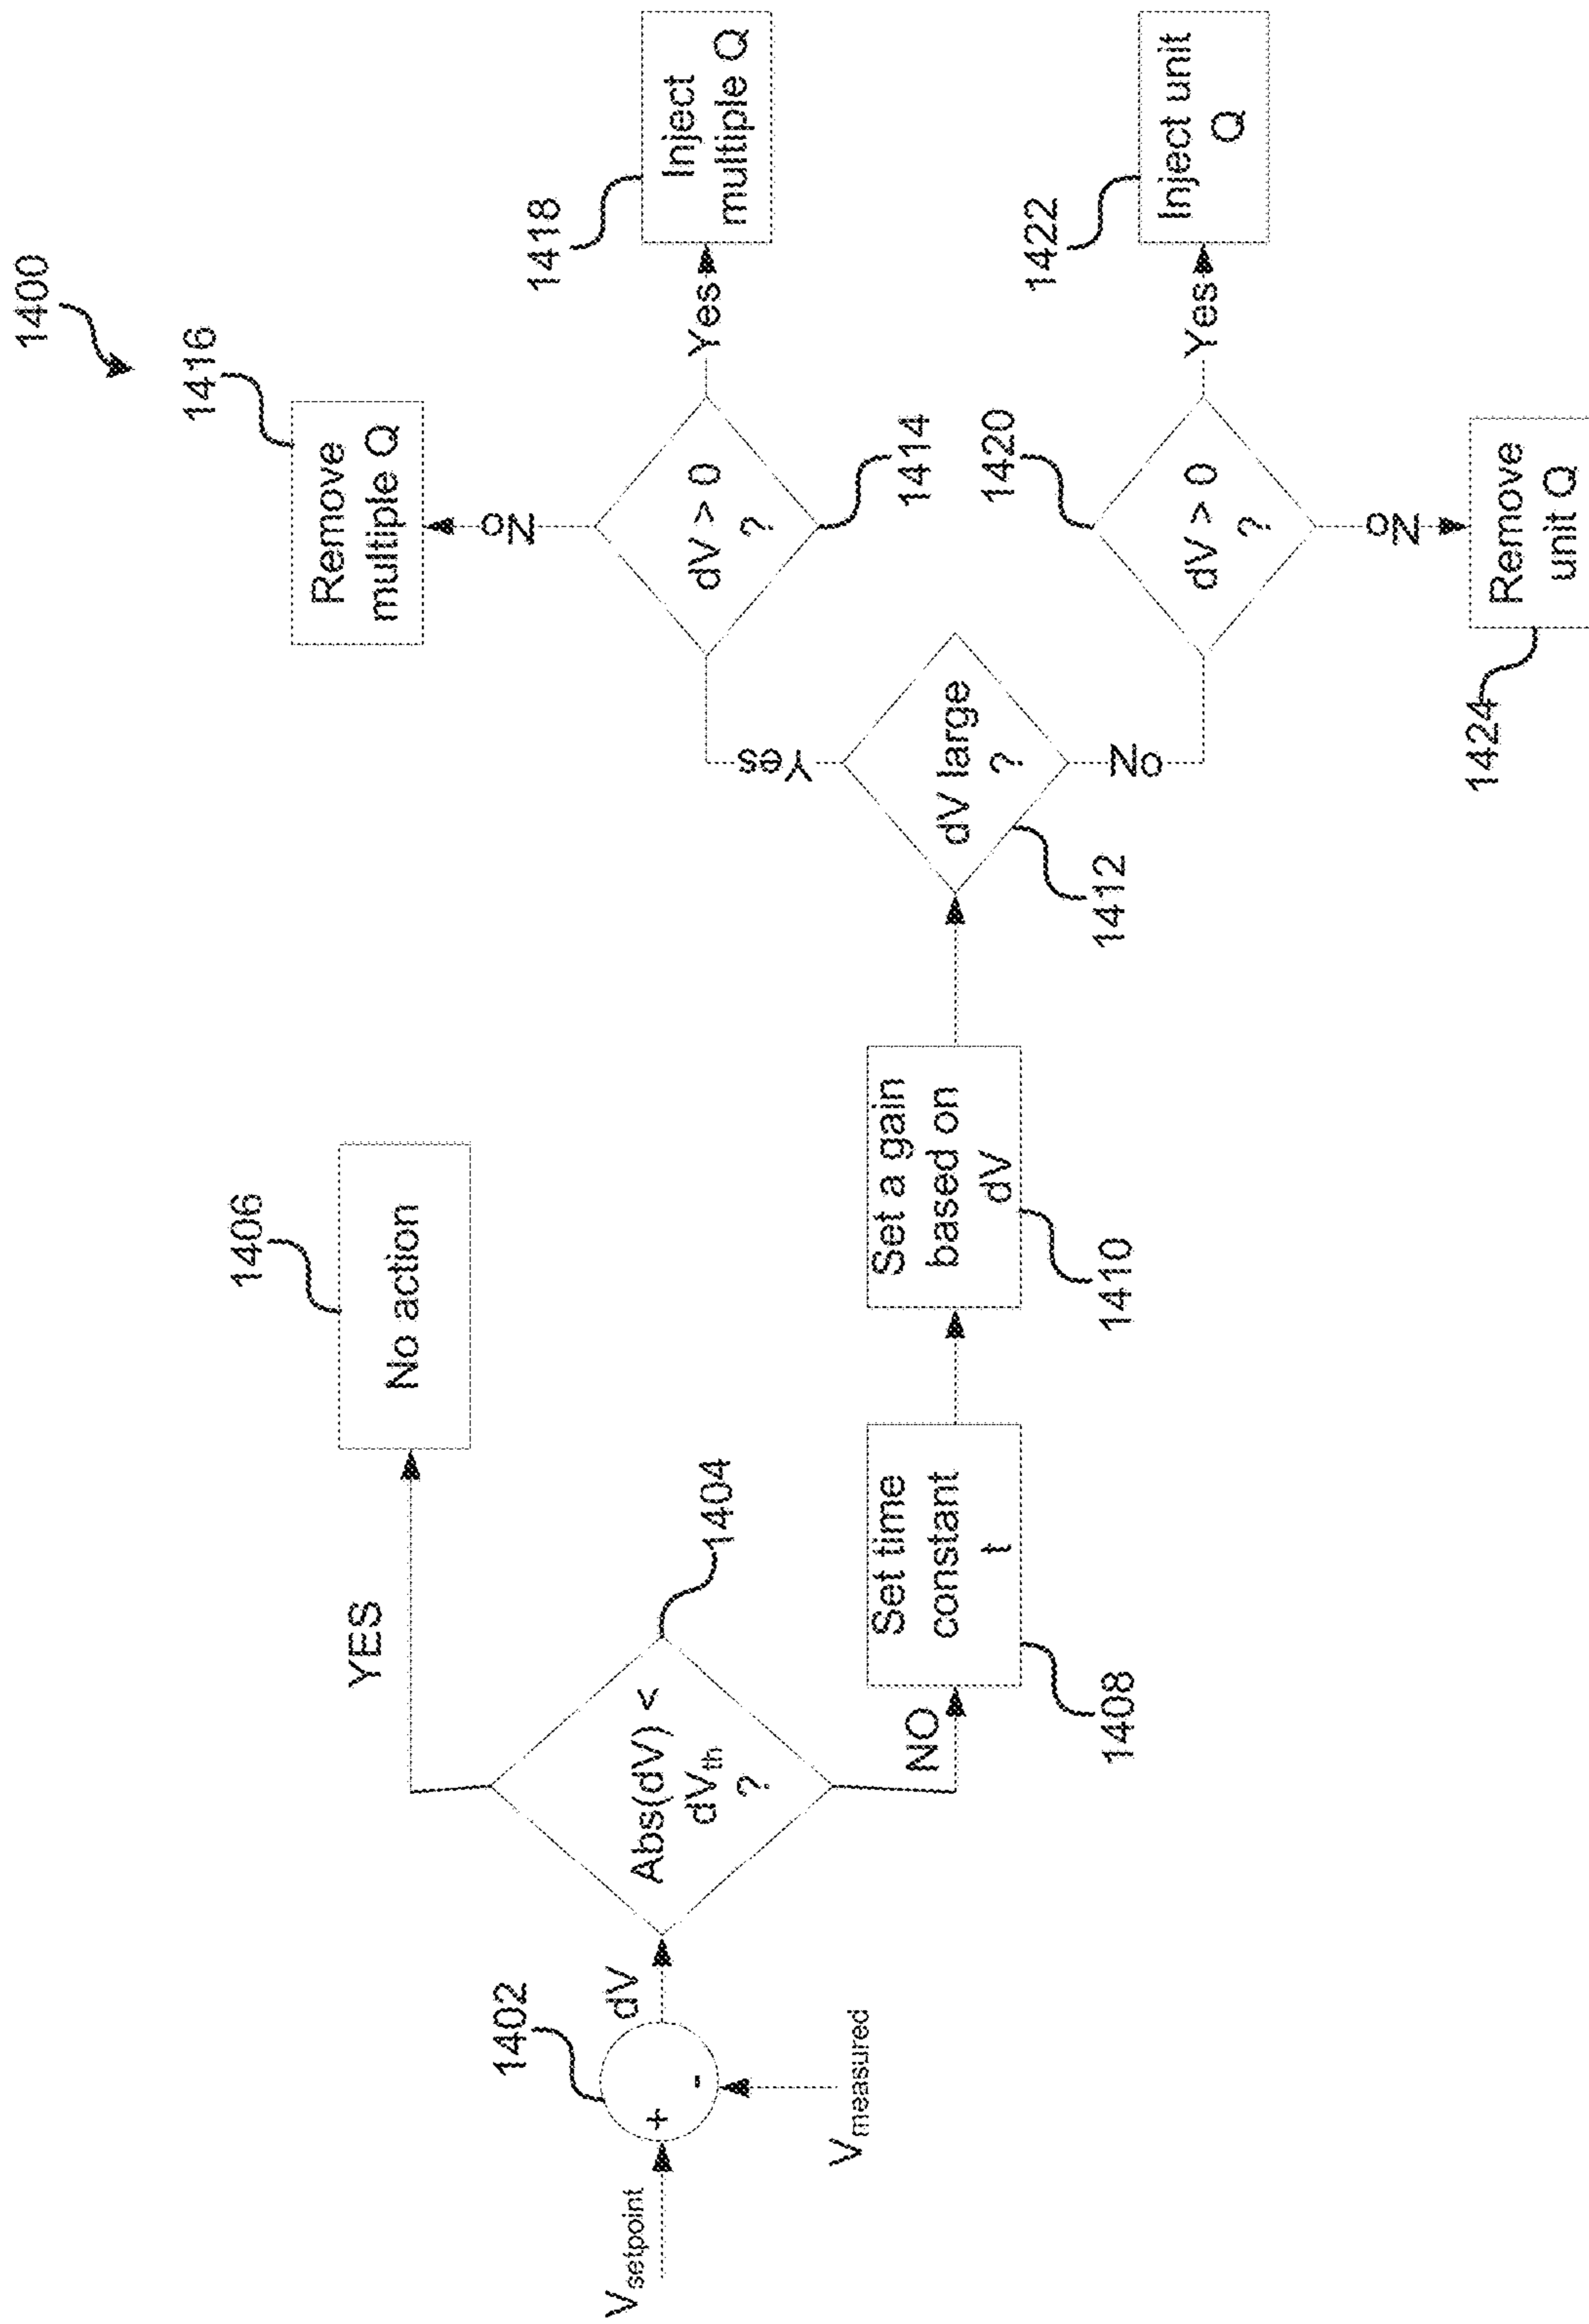 1400
V setpoint
+
-
V measured
1402
dV
Abs(dV) <
dVth
?
1404
YES
No action
1406
NO
Set time
constant
t
1408
Set a gain
based on
dV
1410
dV large
?
1412
Yes
dV > 0
?
1414
No
Remove
multiple Q
1416
Yes
Inject
multiple Q
1418
No
dV > 0
?
1420
Yes
Inject unit
Q
1422
No
Remove
unit Q
1424